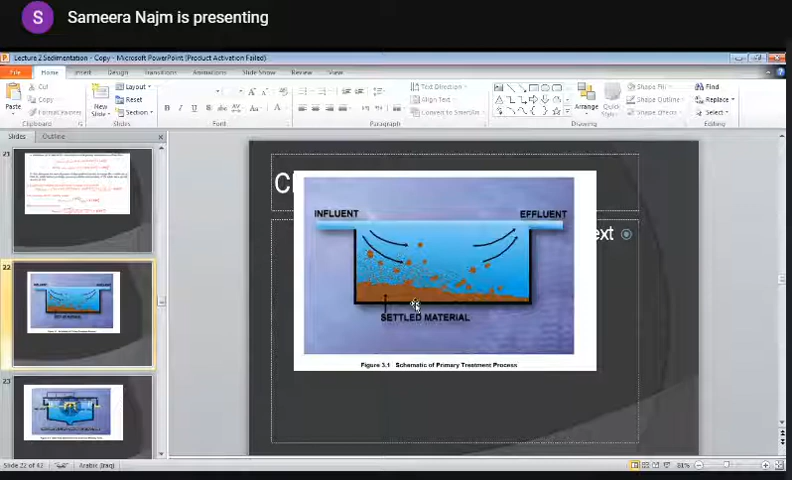 S Sameera Najm is presenting
Lecture 2 Sedimentation - Copy - Microsoft PowerPoint (Product Activation Failed)
File Home Insert Design Transitions Animations Slide Show Review View
Paste
Cut
Copy
Format Painter
Clipboard
New Slide
Layout
Reset
Section
Slides
Font
Paragraph
Text Direction
Align Text
Convert to SmartArt
Arrange
Quick Styles
Drawing
Shape Fill
Shape Outline
Shape Effects
Find
Replace
Select
Editing
Slides Outline
21
22
23
C
ext
INFLUENT EFFLUENT
SETTLED MATERIAL
Figure 3.1 Schematic of Primary Treatment Process
Slide 22 of 42 Arabic (Iraq) 81%